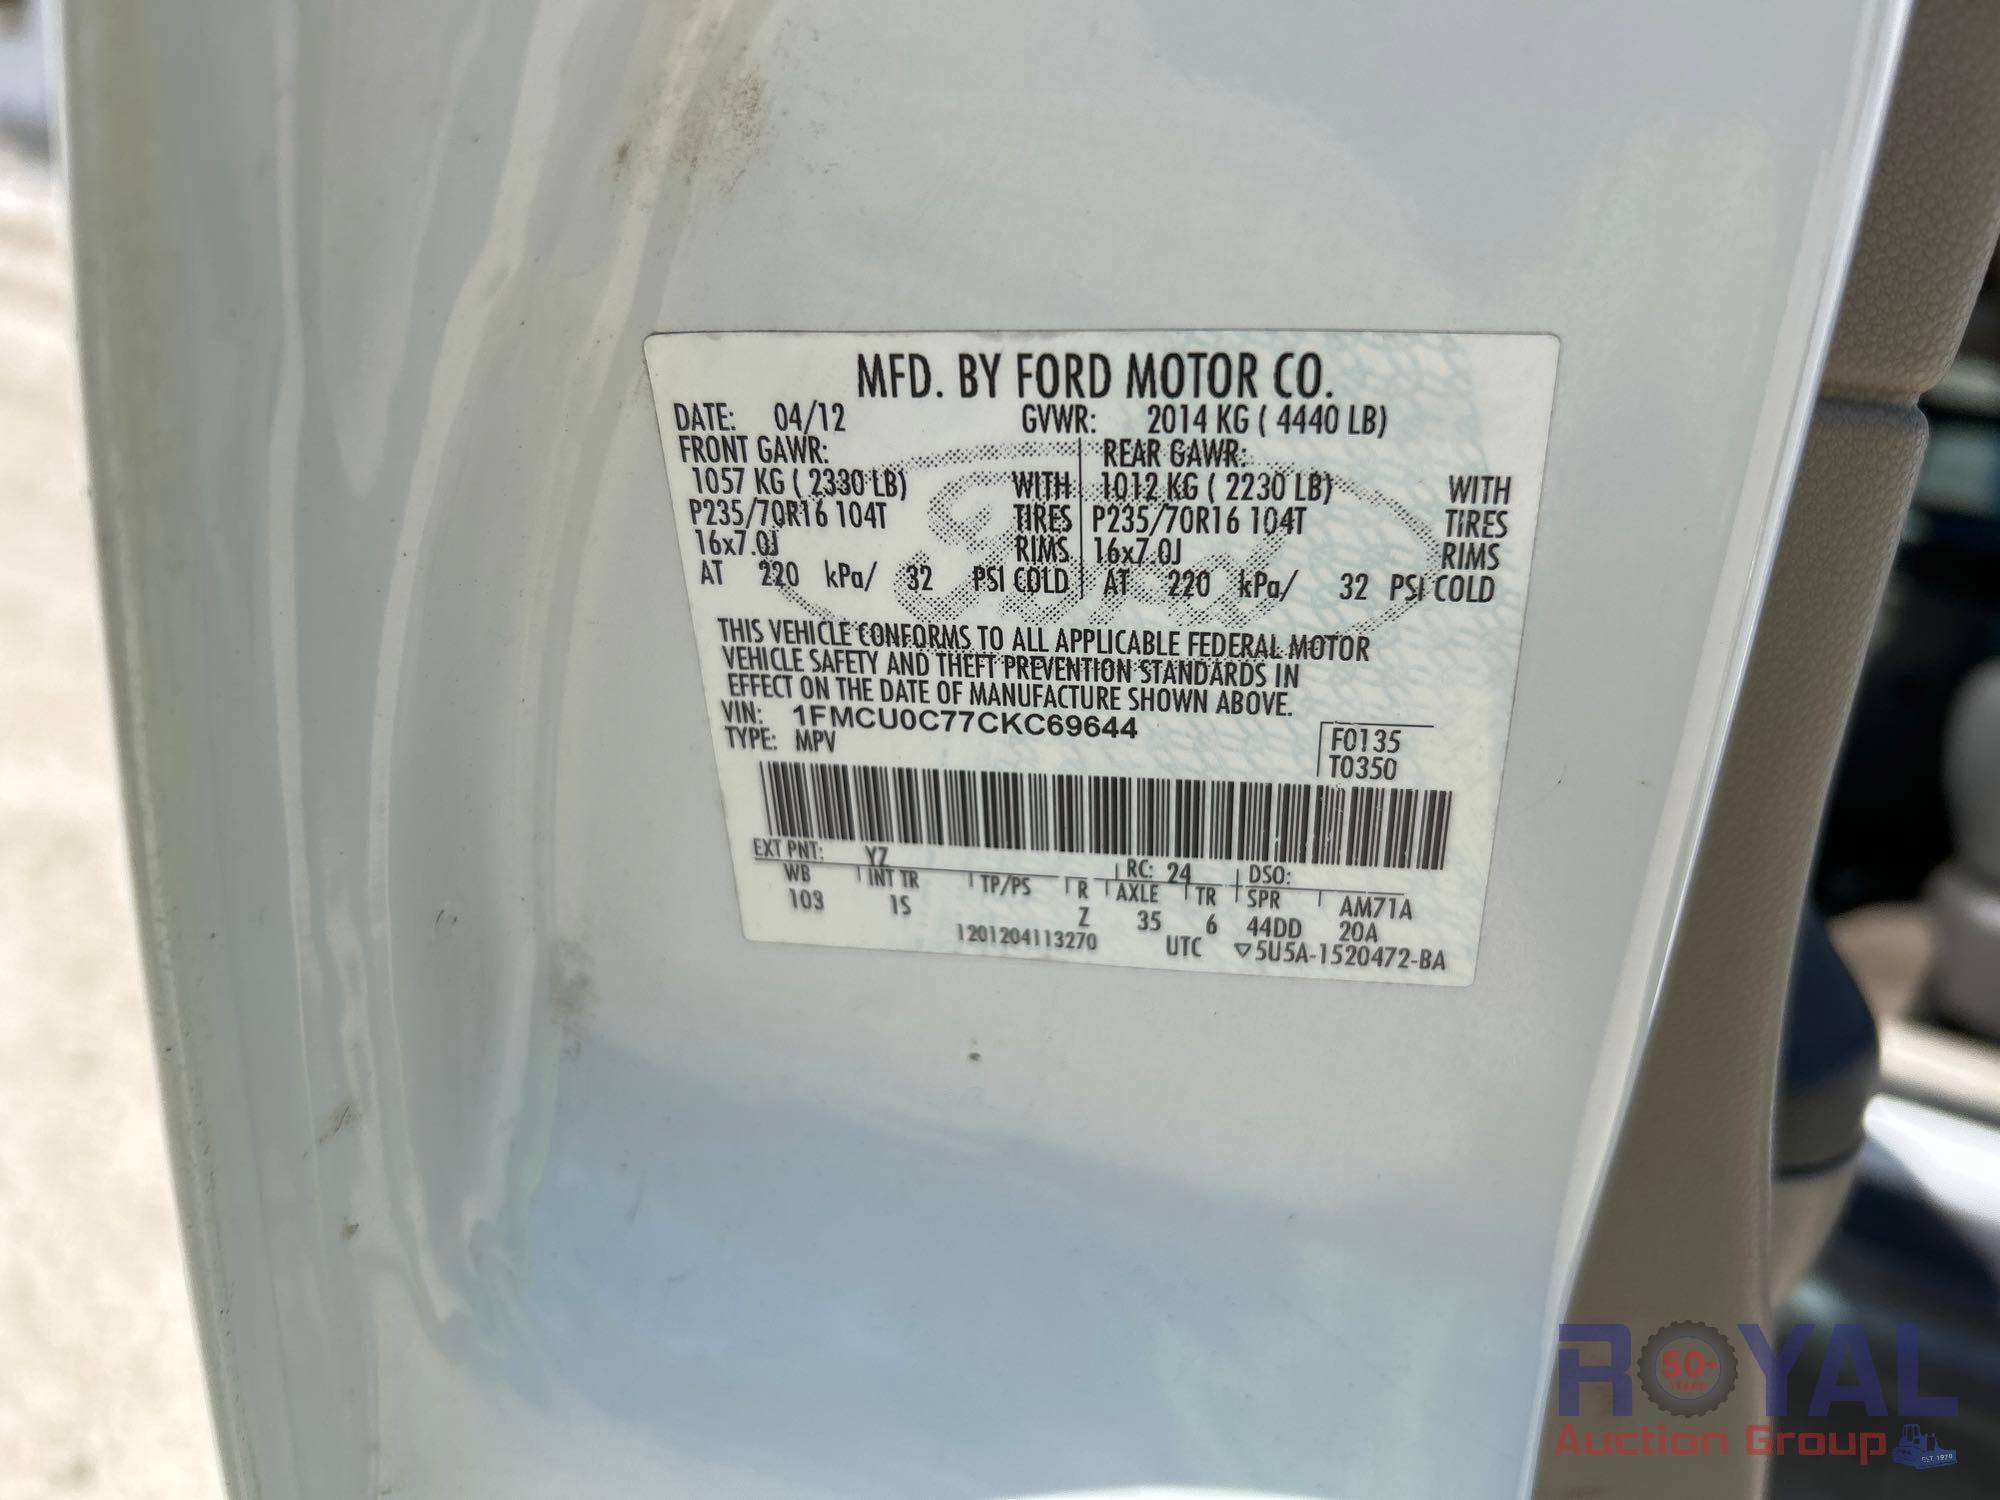 MFD. BY FORD MOTOR CO.
DATE: 04/12 GVWR: 2014 KG ( 4440 LB)
FRONT GAWR: REAR GAWR:
1057 KG ( 2330 LB) WITH 1012 KG ( 2230 LB) WITH
P235/70R16 104T TIRES P235/70R16 104T TIRES
16x7.0J RIMS 16x7.0J RIMS
AT 220 kPa/ 32 PSI COLD AT 220 kPa/ 32 PSI COLD
Ford
THIS VEHICLE CONFORMS TO ALL APPLICABLE FEDERAL MOTOR
VEHICLE SAFETY AND THEFT PREVENTION STANDARDS IN
EFFECT ON THE DATE OF MANUFACTURE SHOWN ABOVE.
VIN: 1FMCU0C77CKC69644
TYPE: MPV
F0135
T0350
EXT PNT: YZ RC: 24 DSO:
WB INT TR TP/PS R AXLE TR SPR AM71A
103 1S Z 35 6 44DD 20A
1201204113270 UTC ▽5U5A-1520472-BA
ROYAL
50+
YEARS
Auction Group
EST. 1970